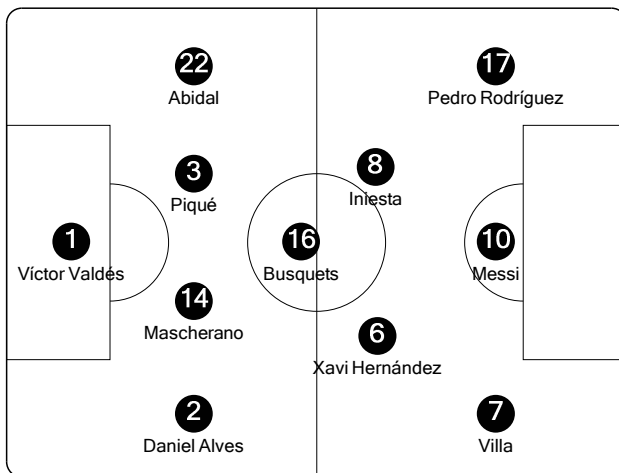 22
Abidal
17
Pedro Rodríguez
3
Piqué
8
Iniesta
1
Víctor Valdés
16
Busquets
10
Messi
14
Mascherano
6
Xavi Hernández
2
Daniel Alves
7
Villa